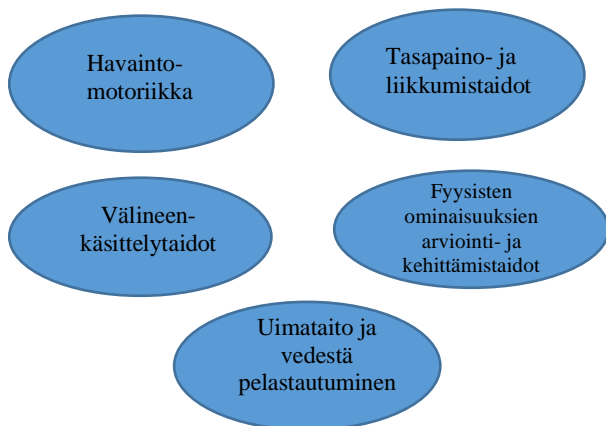 Havainto-
motoriikka
Tasapaino- ja
liikkumistaidot
Välineen-
käsittelytaidot
Fyysisten
ominaisuuksien
arviointi- ja
kehittämistaidot
Uimataito ja
vedestä
pelastautuminen